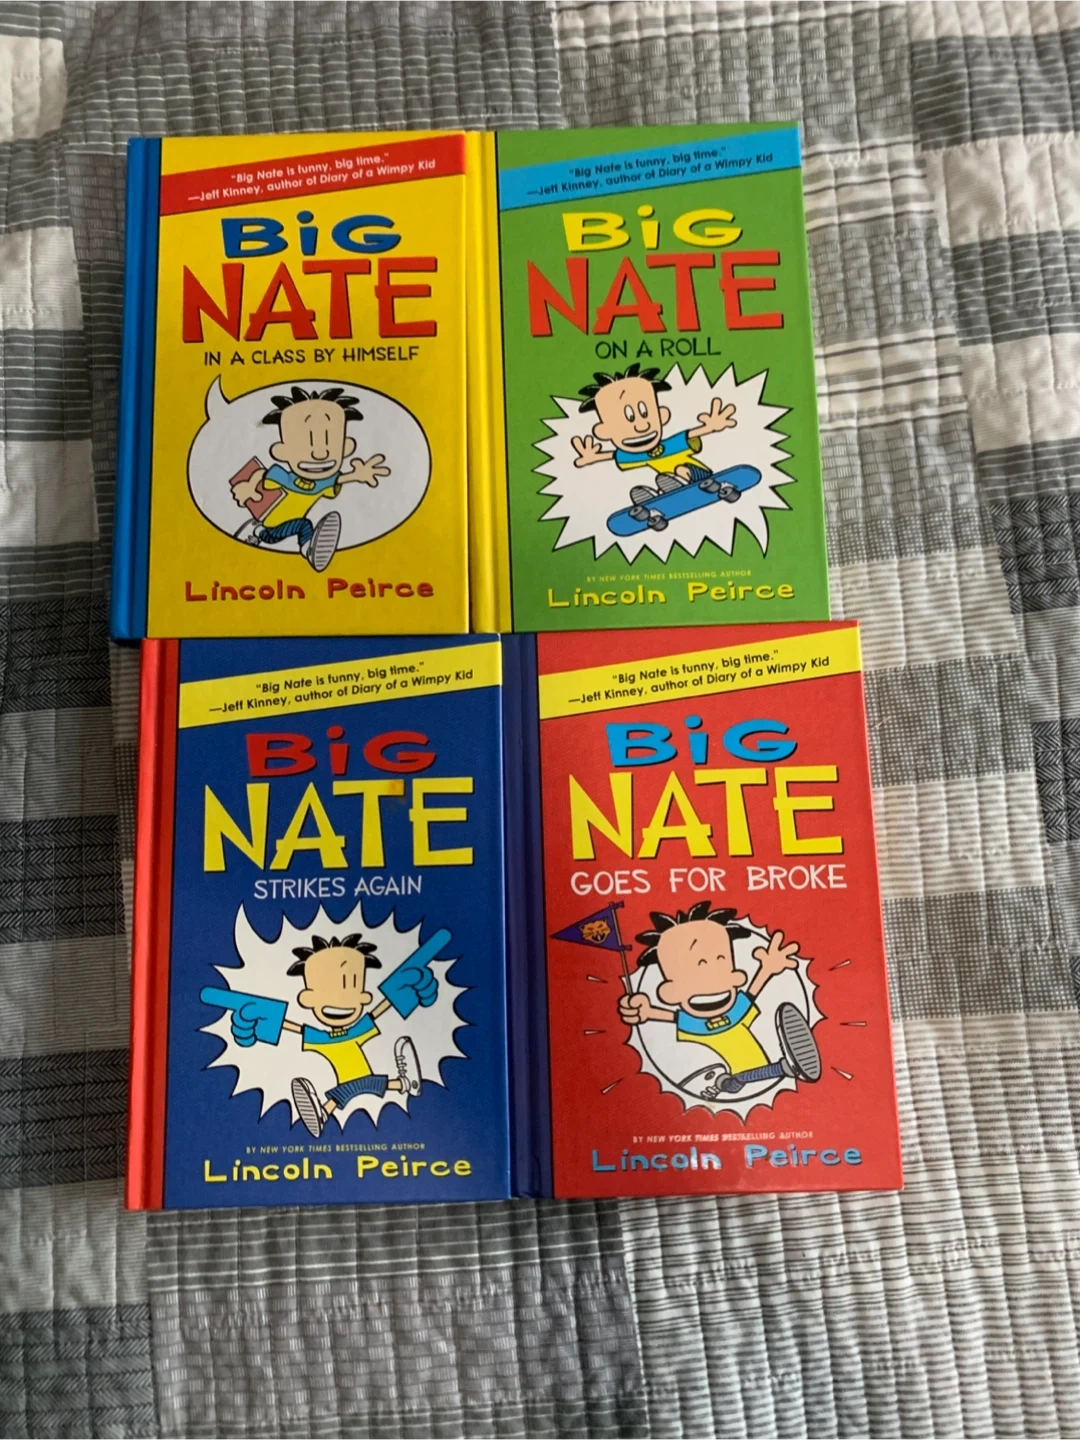 "Big Nate is funny, big time."
—Jeff Kinney, author of Diary of a Wimpy Kid
BiG
NATE
IN A CLASS BY HIMSELF
Lincoln Peirce
"Big Nate is funny, big time."
—Jeff Kinney, author of Diary of a Wimpy Kid
BiG
NATE
ON A ROLL
BY NEW YORK TIMES BESTSELLING AUTHOR
Lincoln Peirce
"Big Nate is funny, big time."
—Jeff Kinney, author of Diary of a Wimpy Kid
BiG
NATE
STRIKES AGAIN
BY NEW YORK TIMES BESTSELLING AUTHOR
Lincoln Peirce
"Big Nate is funny, big time."
—Jeff Kinney, author of Diary of a Wimpy Kid
BiG
NATE
GOES FOR BROKE
BY NEW YORK TIMES BESTSELLING AUTHOR
Lincoln Peirce